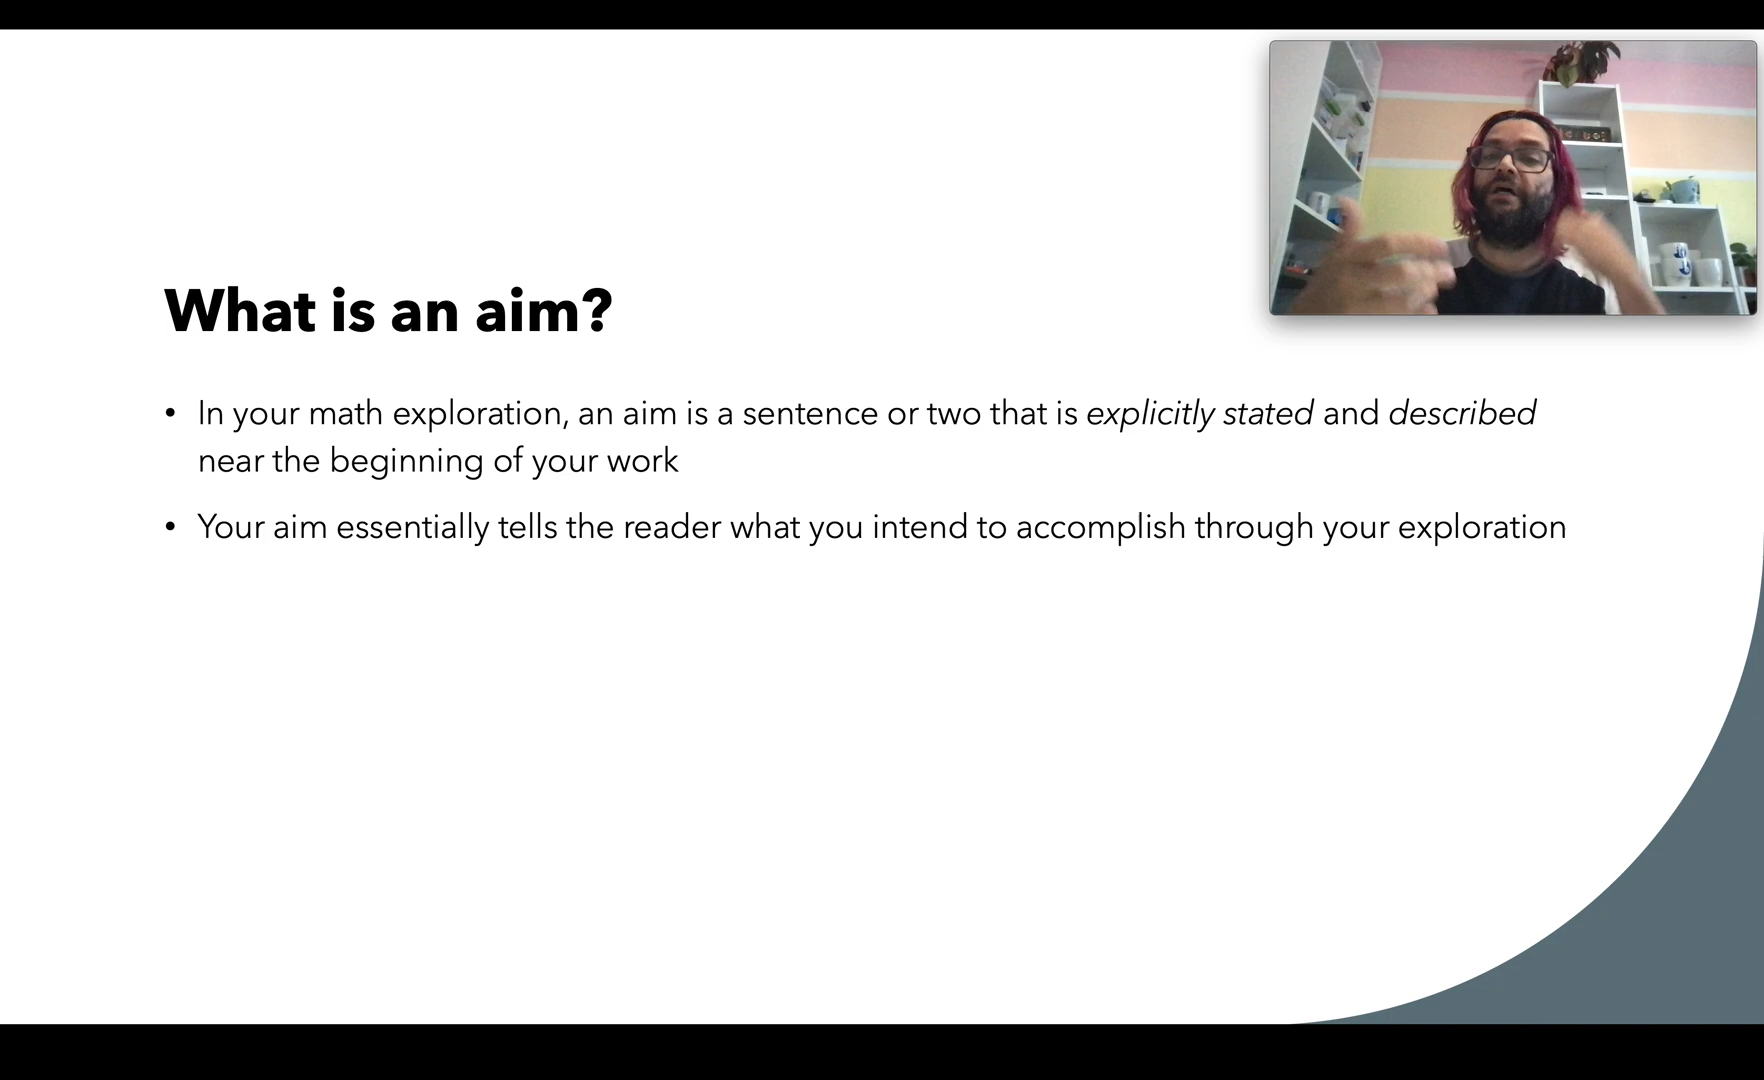 What is an aim?
• In your math exploration, an aim is a sentence or two that is explicitly stated and described
near the beginning of your work
• Your aim essentially tells the reader what you intend to accomplish through your exploration